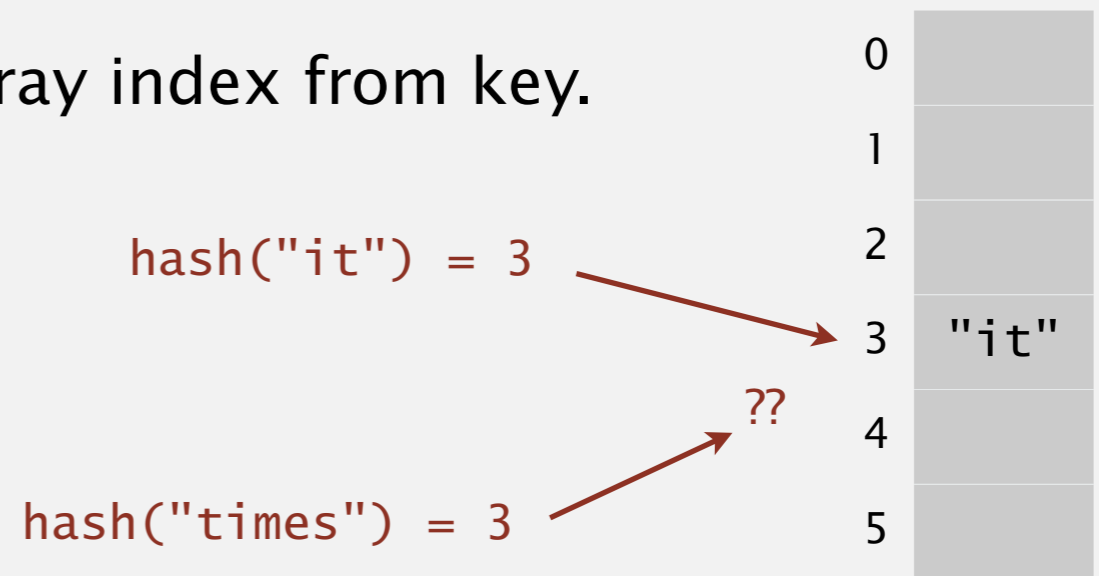 ray index from key.
hash("it") = 3
??
hash("times") = 3
0
1
2
3 "it"
4
5